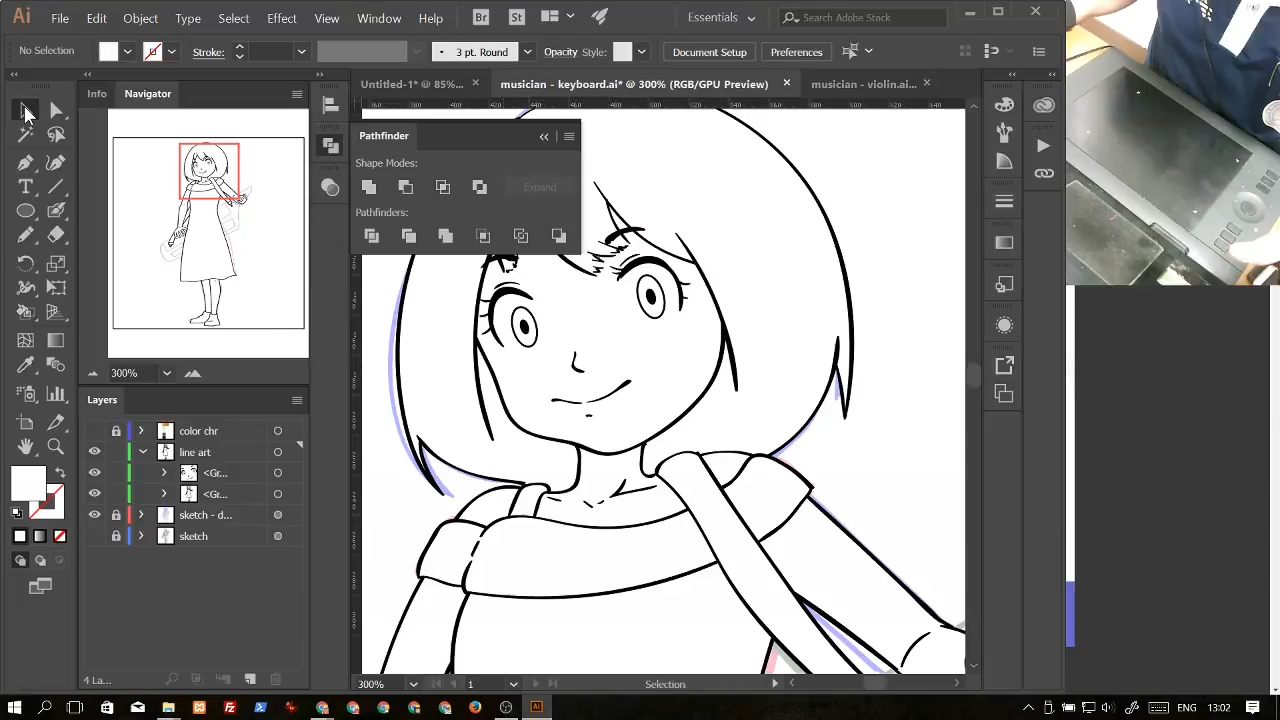 Ai File Edit Object Type Select Effect View Window Help Br St Essentials Search Adobe Stock
No Selection Stroke: 3 pt. Round Opacity Style: Document Setup Preferences
Info Navigator Untitled-1* @ 85%... musician - keyboard.ai* @ 300% (RGB/GPU Preview) musician - violin.ai...
Pathfinder
Shape Modes:
Expand
Pathfinders:
300%
Layers
color chr
line art
<Gr...
<Gr...
sketch - d...
sketch
4 La...
300% 1 Selection
ENG 13:02